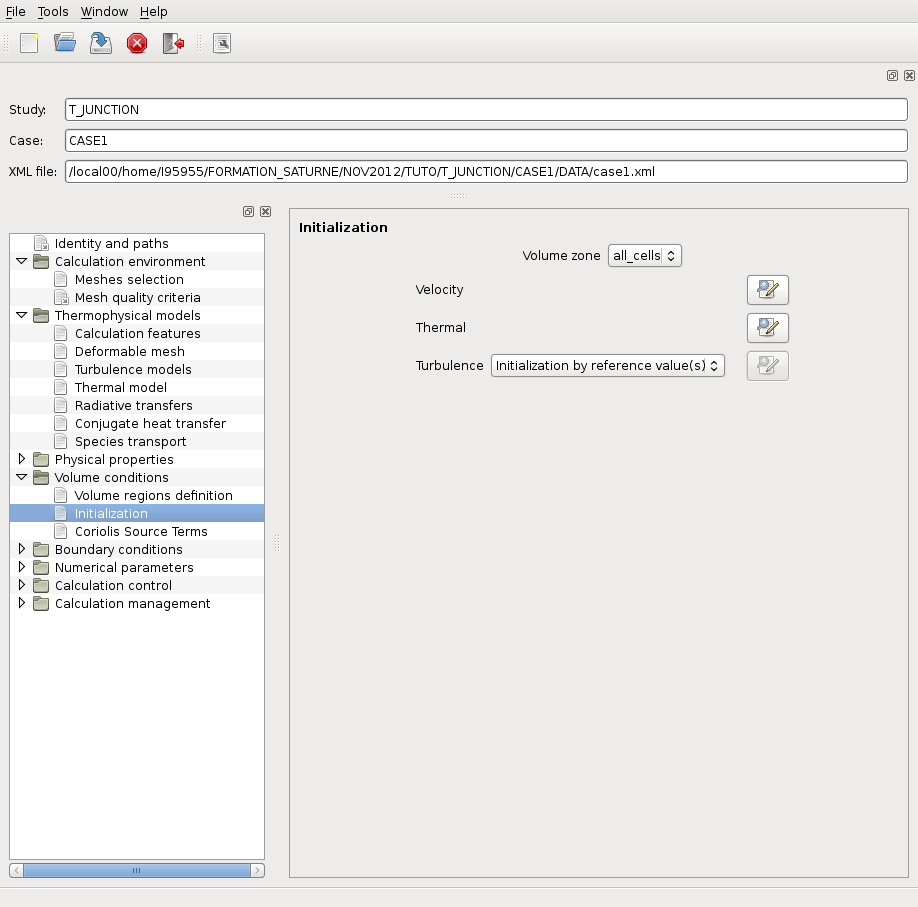 File Tools Window Help
Study: T_JUNCTION
Case: CASE1
XML file: /local00/home/I95955/FORMATION_SATURNE/NOV2012/TUTO/T_JUNCTION/CASE1/DATA/case1.xml
Identity and paths
Calculation environment
Meshes selection
Mesh quality criteria
Thermophysical models
Calculation features
Deformable mesh
Turbulence models
Thermal model
Radiative transfers
Conjugate heat transfer
Species transport
Physical properties
Volume conditions
Volume regions definition
Initialization
Coriolis Source Terms
Boundary conditions
Numerical parameters
Calculation control
Calculation management
Initialization
Volume zone all_cells
Velocity
Thermal
Turbulence Initialization by reference value(s)